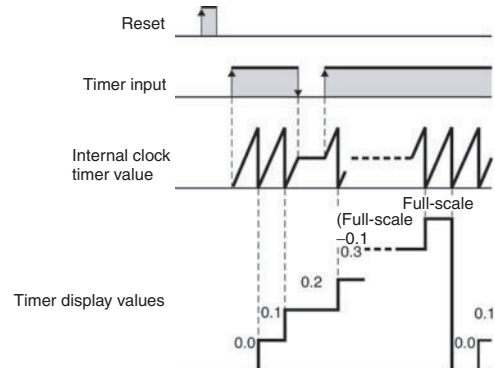 Reset
Timer input
Internal clock
timer value
Full-scale
(Full-scale
–0.1
0.3
0.2
Timer display values
0.1
0.1
0.0
0.0